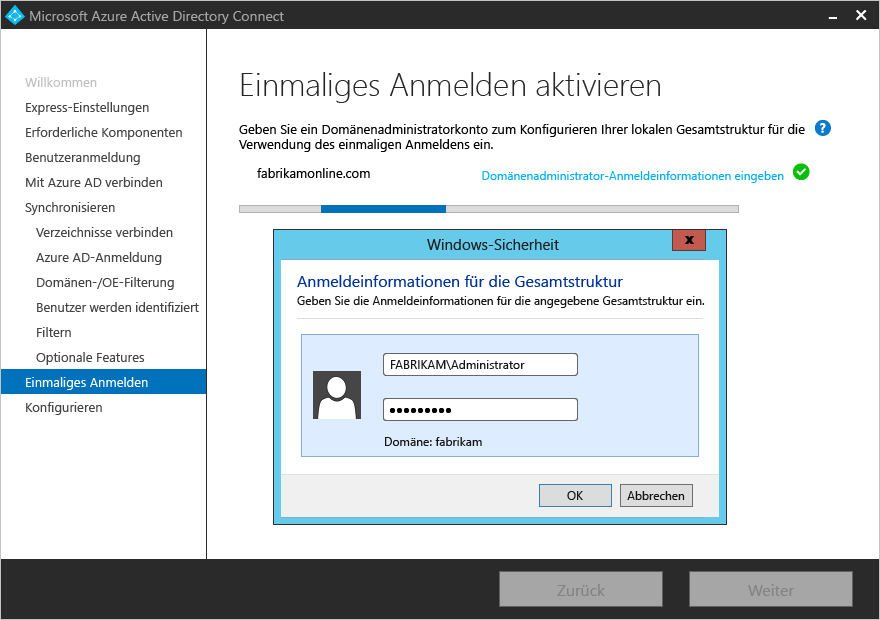 Microsoft Azure Active Directory Connect
Willkommen
Express-Einstellungen
Erforderliche Komponenten
Benutzeranmeldung
Mit Azure AD verbinden
Synchronisieren
Verzeichnisse verbinden
Azure AD-Anmeldung
Domänen-/OE-Filterung
Benutzer werden identifiziert
Filtern
Optionale Features
Einmaliges Anmelden
Konfigurieren
Einmaliges Anmelden aktivieren
Geben Sie ein Domänenadministratorkonto zum Konfigurieren Ihrer lokalen Gesamtstruktur für die
Verwendung des einmaligen Anmeldens ein.
?
fabrikamonline.com
Domänenadministrator-Anmeldeinformationen eingeben
Windows-Sicherheit
x
Anmeldeinformationen für die Gesamtstruktur
Geben Sie die Anmeldeinformationen für die angegebene Gesamtstruktur ein.
FABRIKAM\Administrator
●●●●●●●●●
Domäne: fabrikam
OK
Abbrechen
Zurück
Weiter